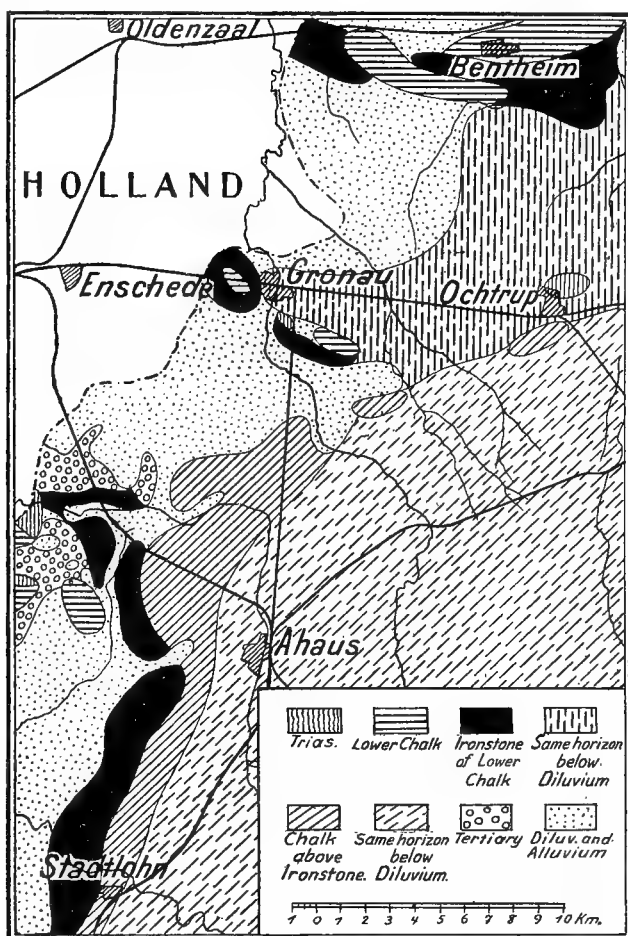 Oldenzaal
Bentheim
HOLLAND
Enschede
Gronau
Ochtrup
Ahaus
Stadtlohn
Trias.
Lower Chalk
Ironstone
of Lower
Chalk
Same horizon
below
Diluvium
Chalk
above
Ironstone.
Same horizon
below
Diluvium.
Tertiary
Diluv. and
Alluvium
1 0 1 2 3 4 5 6 7 8 9 10 Km.